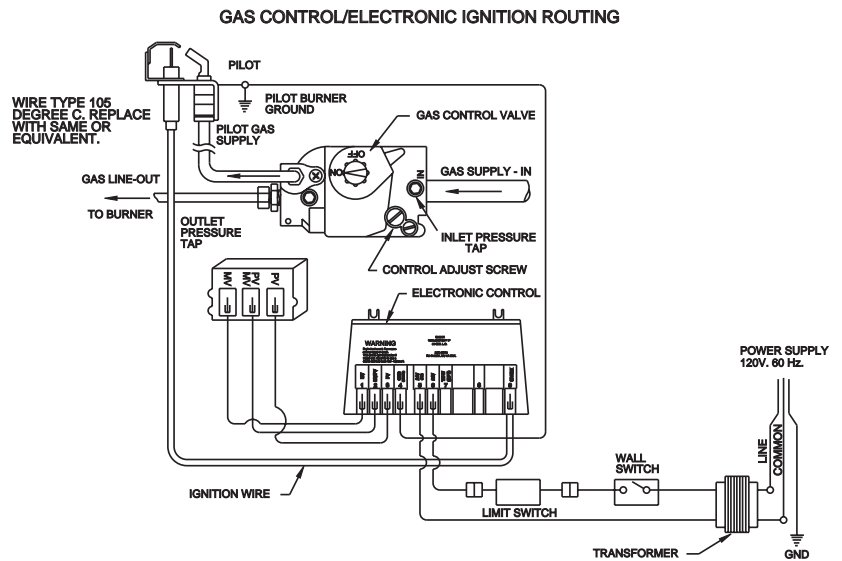 GAS CONTROL/ELECTRONIC IGNITION ROUTING
PILOT
WIRE TYPE 105
DEGREE C. REPLACE
WITH SAME OR
EQUIVALENT.
PILOT BURNER
GROUND
PILOT GAS
SUPPLY
GAS CONTROL VALVE
OFF
ON
IN
GAS LINE-OUT
GAS SUPPLY - IN
TO BURNER
OUTLET
PRESSURE
TAP
INLET PRESSURE
TAP
CONTROL ADJUST SCREW
MV
MV PV
PV
ELECTRONIC CONTROL
WARNING
POWER SUPPLY
120V. 60 Hz.
LINE
COMMON
WALL
SWITCH
IGNITION WIRE
LIMIT SWITCH
TRANSFORMER
GND